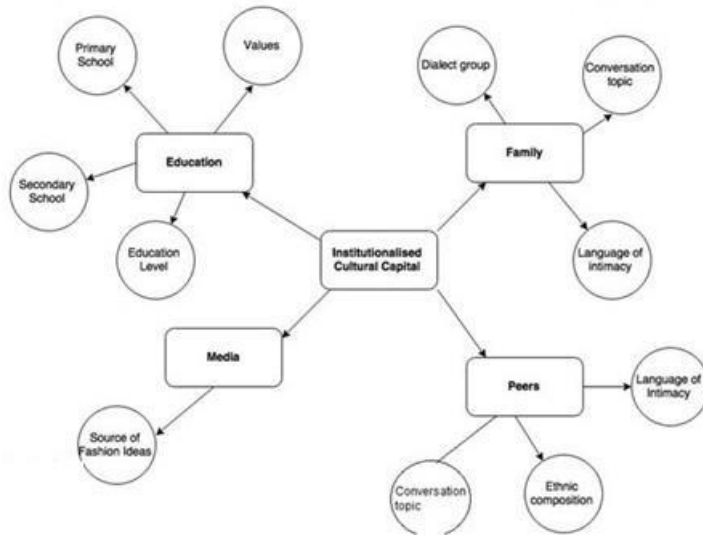 Primary
School
Values
Dialect group
Conversation
topic
Education
Family
Secondary
School
Education
Level
Institutionalised
Cultural Capital
Language of
intimacy
Media
Peers
Language of
Intimacy
Source of
Fashion Ideas
Conversation
topic
Ethnic
composition